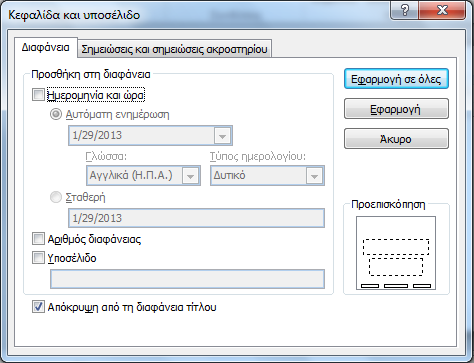 Κεφαλίδα και υποσέλιδο
Διαφάνεια
Σημειώσεις και σημειώσεις ακροατηρίου
Προσθήκη στη διαφάνεια
Ημερομηνία και ώρα
Αυτόματη ενημέρωση
1/29/2013
Γλώσσα:
Τύπος ημερολογίου:
Αγγλικά (Η.Π.Α.)
Δυτικό
Σταθερή
1/29/2013
Αριθμός διαφάνειας
Υποσέλιδο
Απόκρυψη από τη διαφάνεια τίτλου
Εφαρμογή σε όλες
Εφαρμογή
Άκυρο
Προεπισκόπηση